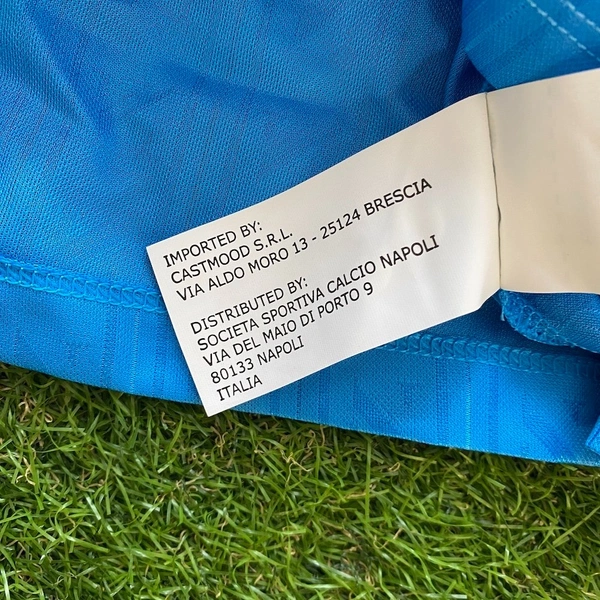 IMPORTED BY:
CASTMOOD S.R.L.
VIA ALDO MORO 13 - 25124 BRESCIA
DISTRIBUTED BY:
SOCIETA SPORTIVA CALCIO NAPOLI
VIA DEL MAIO DI PORTO 9
80133 NAPOLI
ITALIA